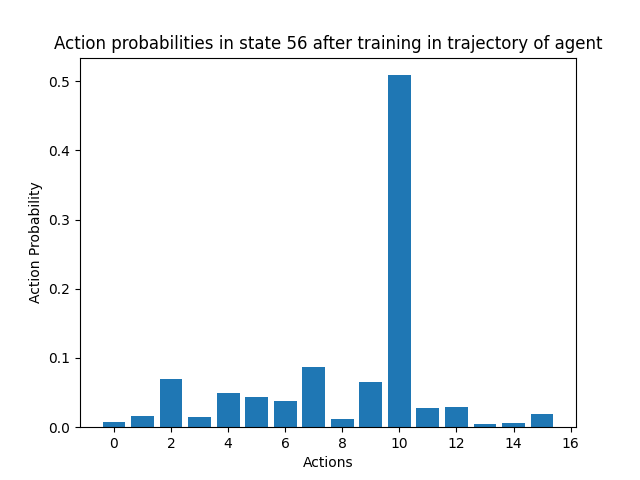 Action probabilities in state 56 after training in trajectory of agent
0.5
0.4
0.3
0.2
0.1
0.0
Action Probability
0 2 4 6 8 10 12 14 16
Actions